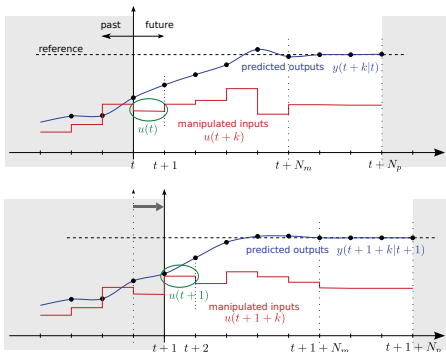 past future
reference
predicted outputs y(t + k|t)
u(t) manipulated inputs
u(t + k)
t t + 1 t + N_m t + N_p
predicted outputs y(t + 1 + k|t + 1)
u(t + 1)
manipulated inputs
u(t + 1 + k)
t + 1 t + 2 t + 1 + N_m t + 1 + N_p